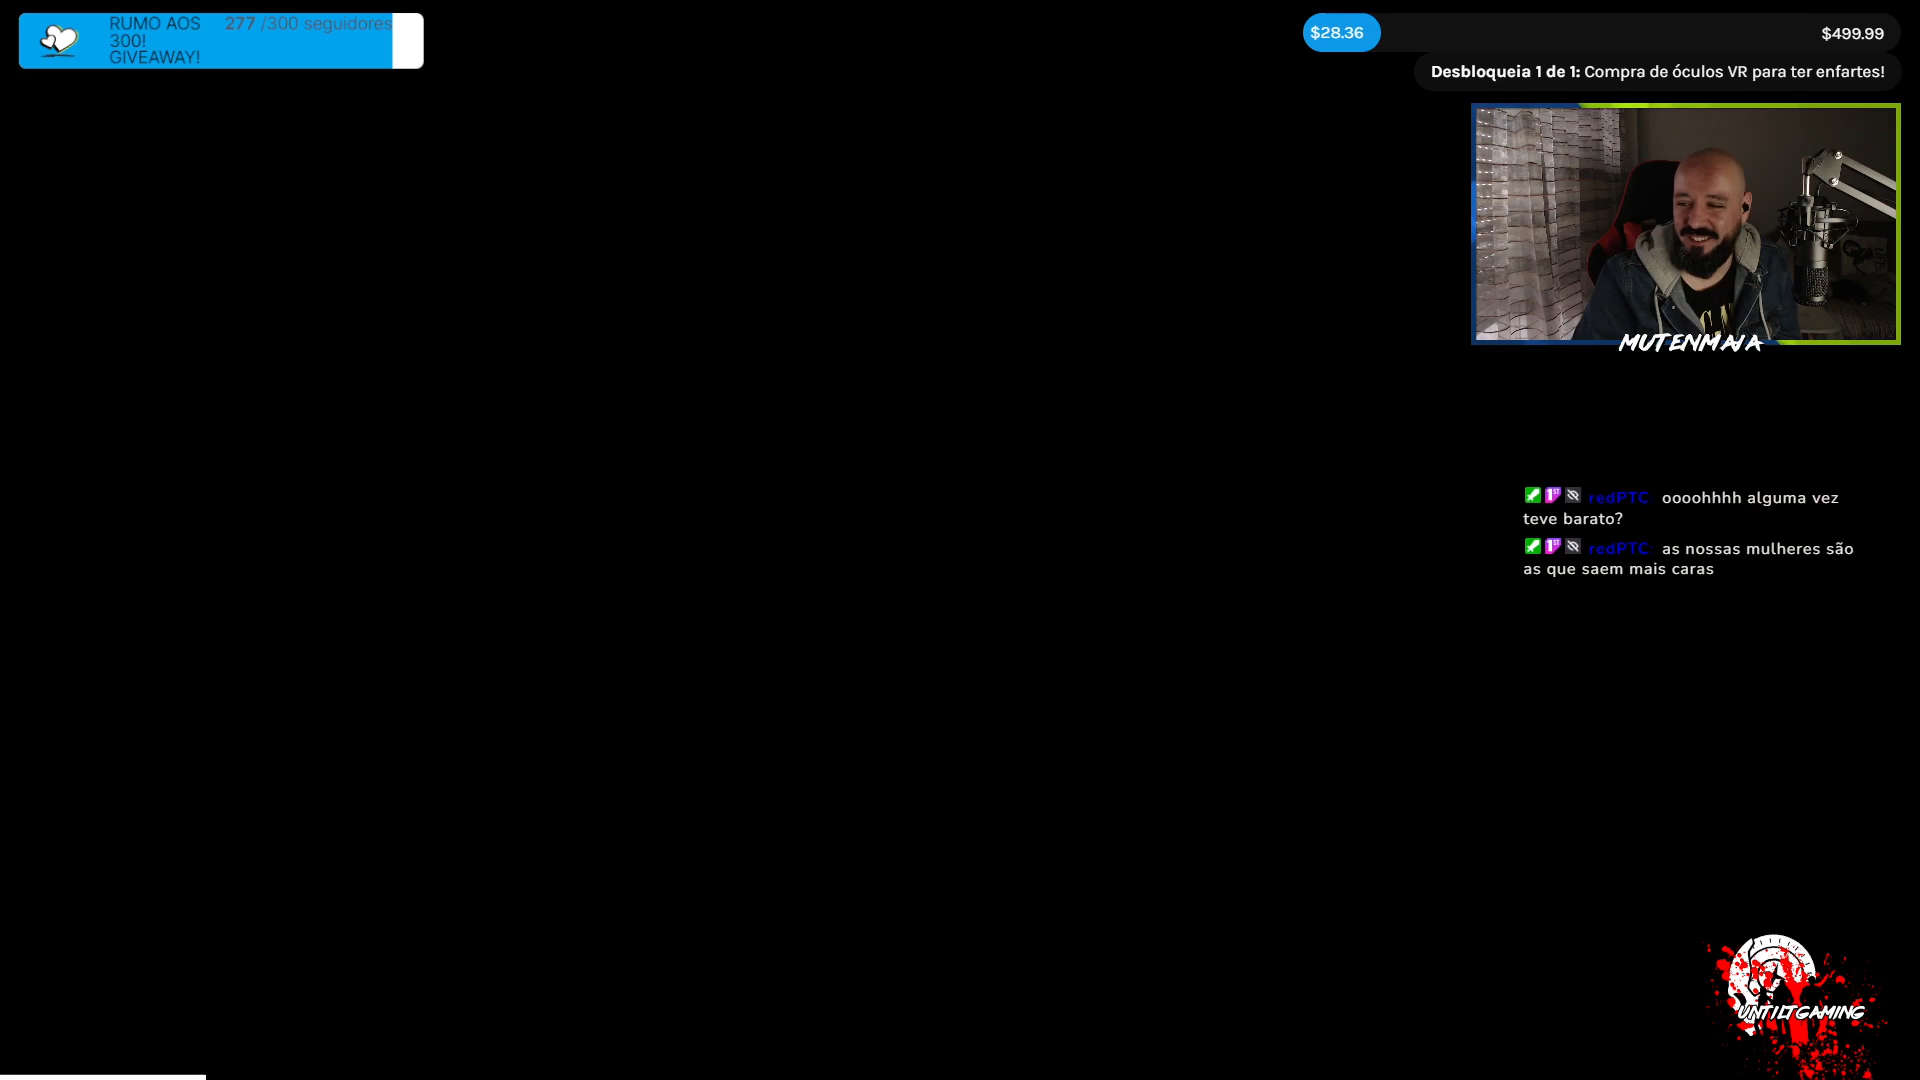 RUMO AOS
300!
GIVEAWAY!
277 /300 seguidores
$28.36
$499.99
Desbloqueia 1 de 1: Compra de óculos VR para ter enfartes!
MUTENMAIA
redPTC oooohhhh alguma vez
teve barato?
redPTC as nossas mulheres são
as que saem mais caras
UNTILTGAMING